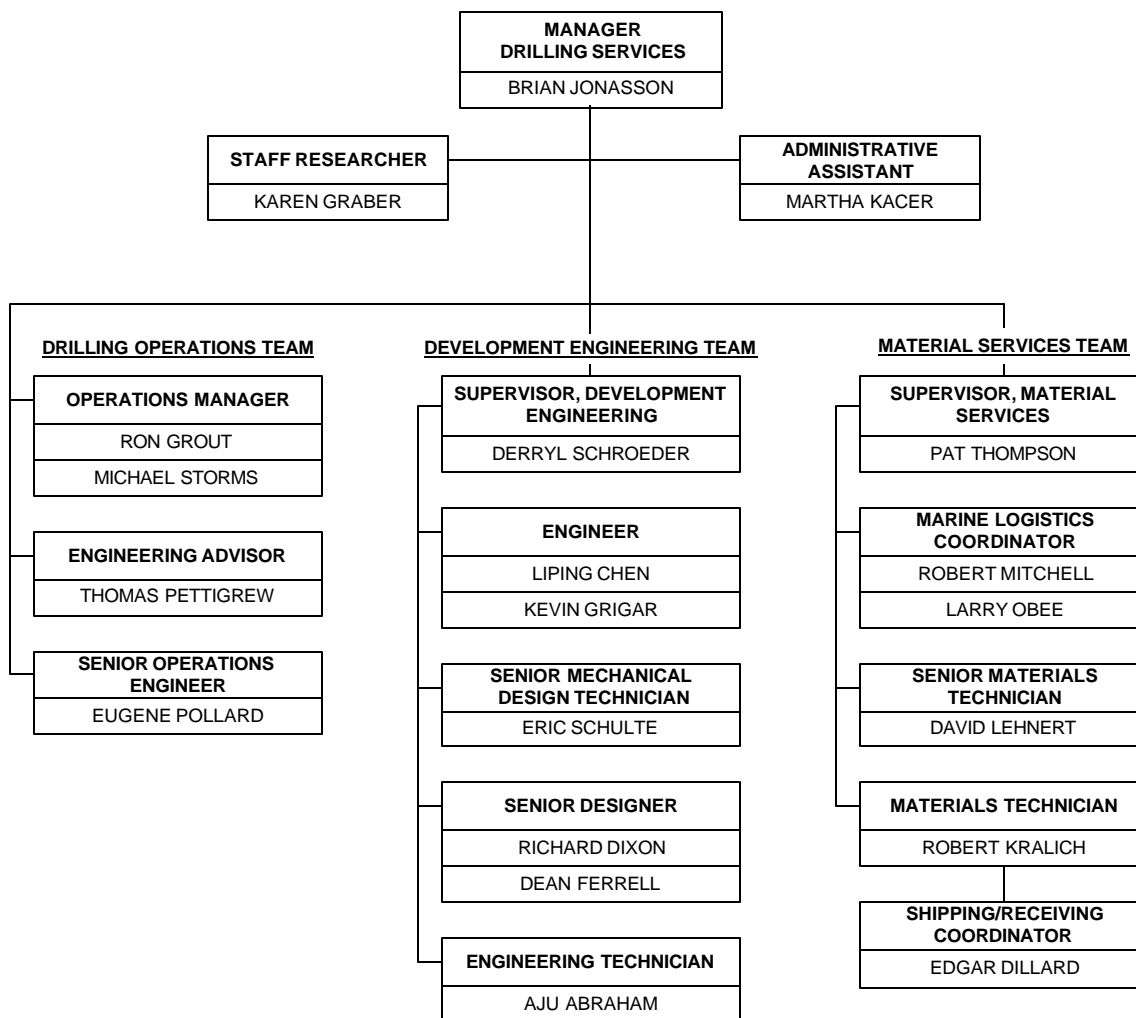 MANAGER
DRILLING SERVICES
BRIAN JONASSON
STAFF RESEARCHER
KAREN GRABER
ADMINISTRATIVE
ASSISTANT
MARTHA KACER
DRILLING OPERATIONS TEAM
OPERATIONS MANAGER
RON GROUT
MICHAEL STORMS
ENGINEERING ADVISOR
THOMAS PETTIGREW
SENIOR OPERATIONS
ENGINEER
EUGENE POLLARD
DEVELOPMENT ENGINEERING TEAM
SUPERVISOR, DEVELOPMENT
ENGINEERING
DERRYL SCHROEDER
ENGINEER
LIPING CHEN
KEVIN GRIGAR
SENIOR MECHANICAL
DESIGN TECHNICIAN
ERIC SCHULTE
SENIOR DESIGNER
RICHARD DIXON
DEAN FERRELL
ENGINEERING TECHNICIAN
AJU ABRAHAM
MATERIAL SERVICES TEAM
SUPERVISOR, MATERIAL
SERVICES
PAT THOMPSON
MARINE LOGISTICS
COORDINATOR
ROBERT MITCHELL
LARRY OBEE
SENIOR MATERIALS
TECHNICIAN
DAVID LEHNERT
MATERIALS TECHNICIAN
ROBERT KRALICH
SHIPPING/RECEIVING
COORDINATOR
EDGAR DILLARD